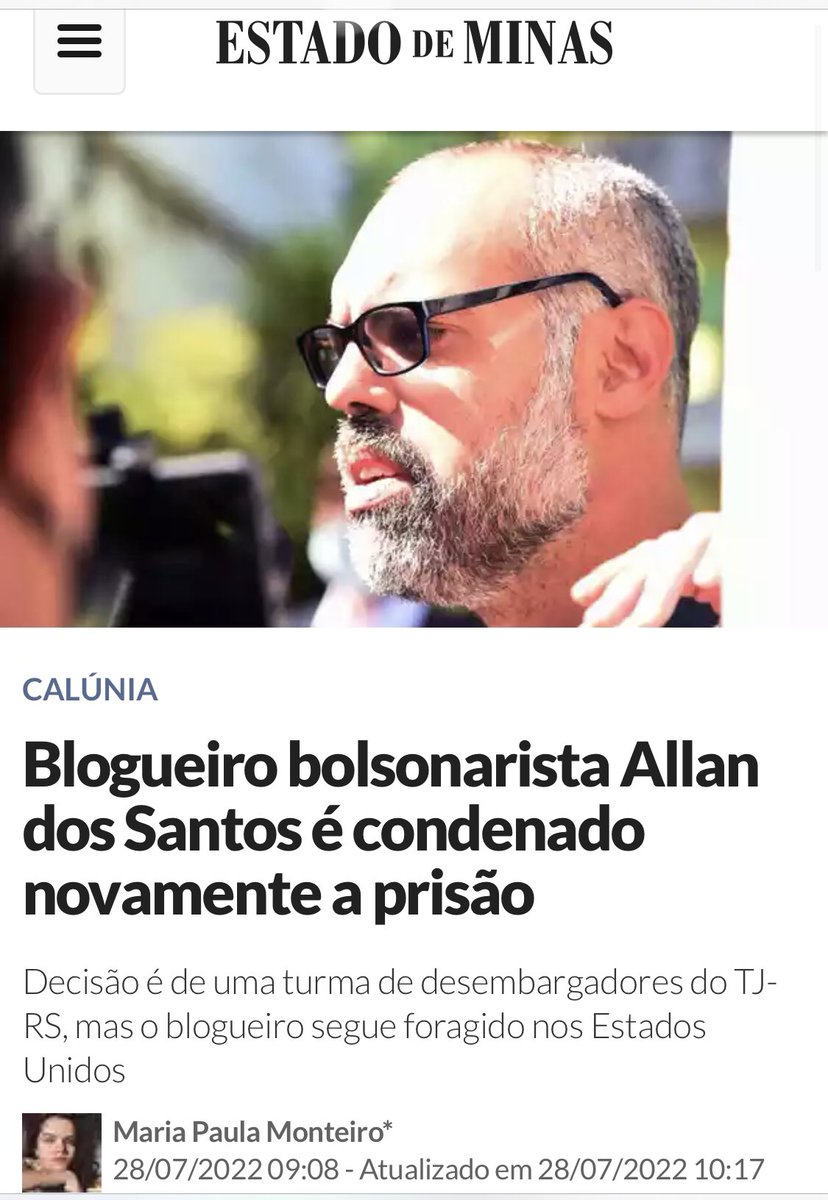 ESTADO DE MINAS
CALÚNIA
Blogueiro bolsonarista Allan
dos Santos é condenado
novamente a prisão
Decisão é de uma turma de desembargadores do TJ-
RS, mas o blogueiro segue foragido nos Estados
Unidos
Maria Paula Monteiro*
28/07/2022 09:08 - Atualizado em 28/07/2022 10:17